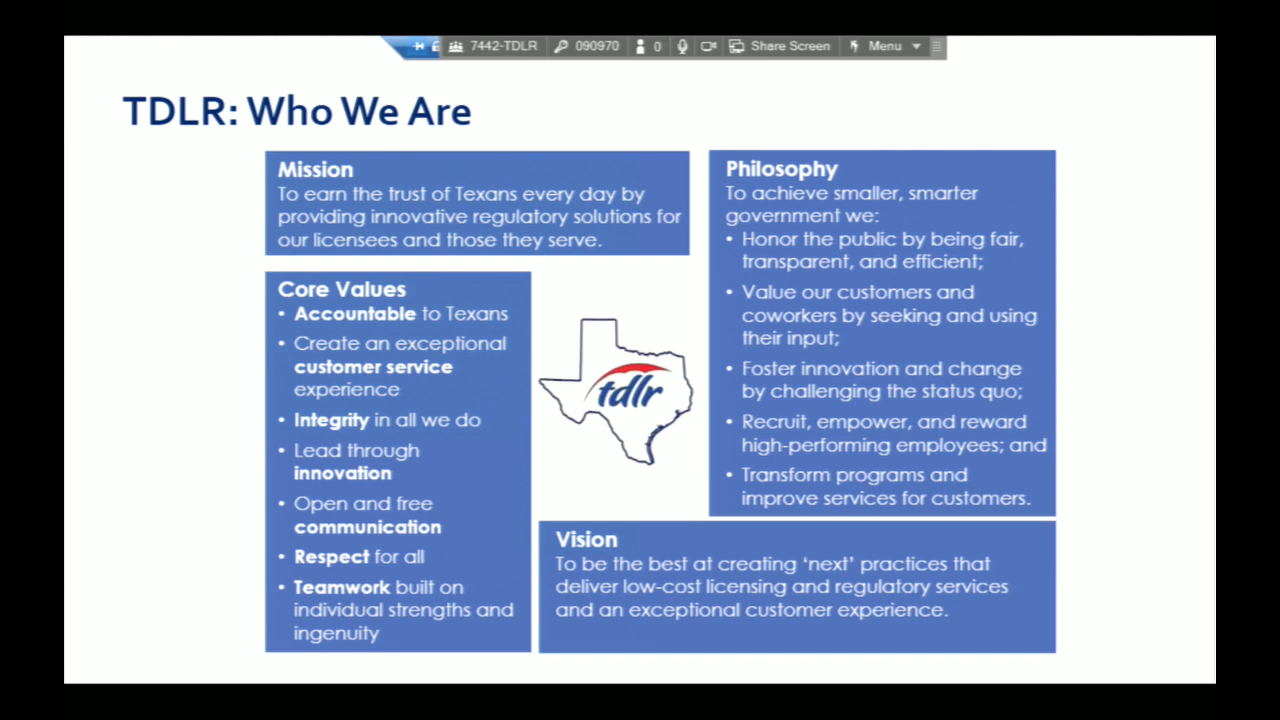 7442-TDLR 090970 0 Share Screen Menu
TDLR: Who We Are
Mission
To earn the trust of Texans every day by
providing innovative regulatory solutions for
our licensees and those they serve.
Core Values
• Accountable to Texans
• Create an exceptional
customer service
experience
• Integrity in all we do
• Lead through
innovation
• Open and free
communication
• Respect for all
• Teamwork built on
individual strengths and
ingenuity
tdlr
Philosophy
To achieve smaller, smarter
government we:
• Honor the public by being fair,
transparent, and efficient;
• Value our customers and
coworkers by seeking and using
their input;
• Foster innovation and change
by challenging the status quo;
• Recruit, empower, and reward
high-performing employees; and
• Transform programs and
improve services for customers.
Vision
To be the best at creating ‘next’ practices that
deliver low-cost licensing and regulatory services
and an exceptional customer experience.